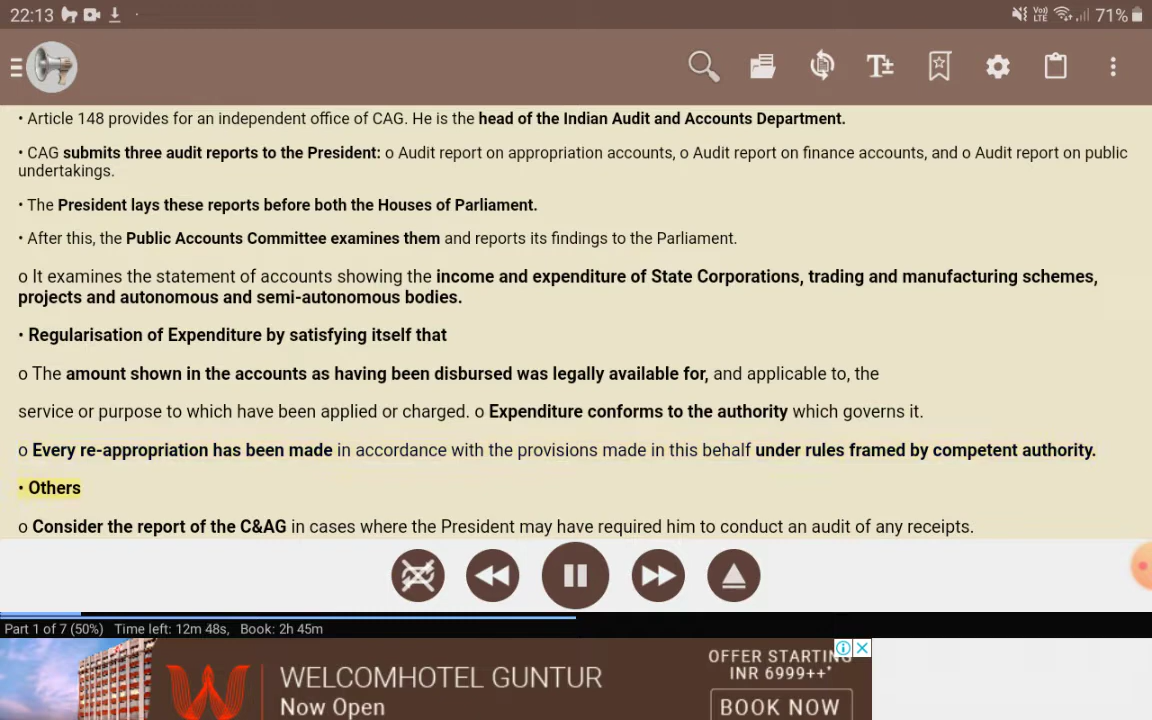 22:13
VoD LTE 71%
T±
• Article 148 provides for an independent office of CAG. He is the head of the Indian Audit and Accounts Department.
• CAG submits three audit reports to the President: o Audit report on appropriation accounts, o Audit report on finance accounts, and o Audit report on public
undertakings.
• The President lays these reports before both the Houses of Parliament.
• After this, the Public Accounts Committee examines them and reports its findings to the Parliament.
o It examines the statement of accounts showing the income and expenditure of State Corporations, trading and manufacturing schemes,
projects and autonomous and semi-autonomous bodies.
• Regularisation of Expenditure by satisfying itself that
o The amount shown in the accounts as having been disbursed was legally available for, and applicable to, the
service or purpose to which have been applied or charged. o Expenditure conforms to the authority which governs it.
o Every re-appropriation has been made in accordance with the provisions made in this behalf under rules framed by competent authority.
• Others
o Consider the report of the C&AG in cases where the President may have required him to conduct an audit of any receipts.
Part 1 of 7 (50%) Time left: 12m 48s, Book: 2h 45m
WELCOMHOTEL GUNTUR
Now Open
OFFER STARTING
INR 6999++*
BOOK NOW